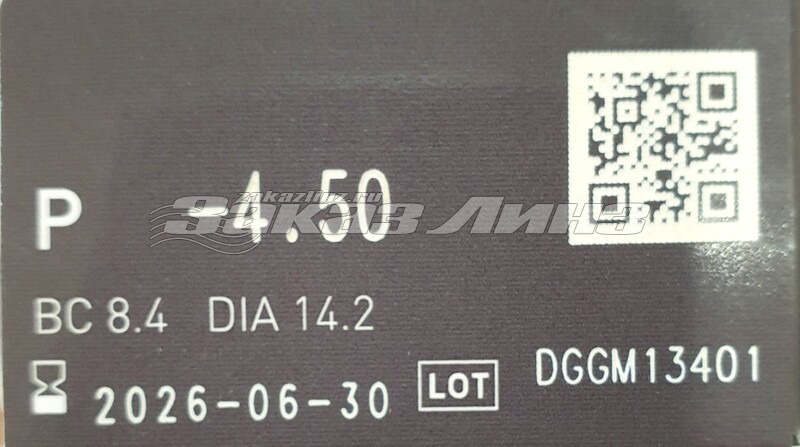 P -4.50
zakazlinz.ru
Заказ Линз
BC 8.4 DIA 14.2
2026-06-30 LOT DGGM13401